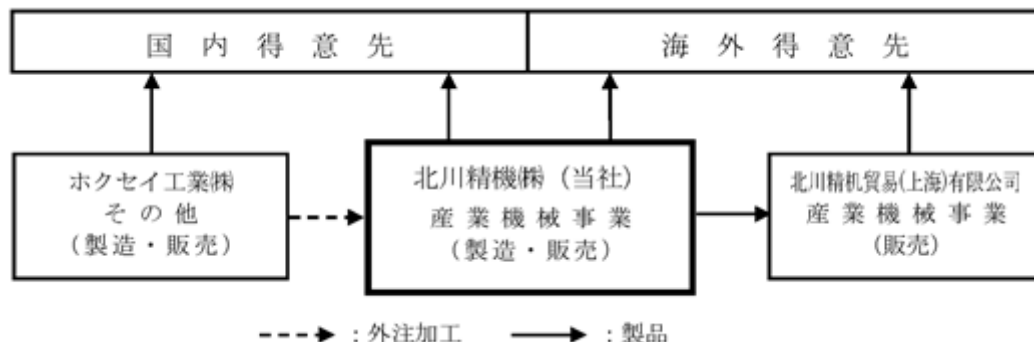 国内得意先
海外得意先
ホクセイ工業㈱
その他
（製造・販売）
北川精機㈱（当社）
産業機械事業
（製造・販売）
北川精机貿易(上海)有限公司
産業機械事業
（販売）
：外注加工
：製品